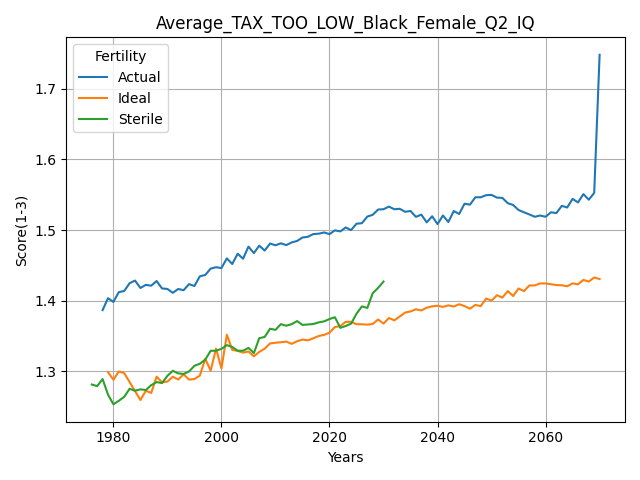 Average_TAX_TOO_LOW_Black_Female_Q2_IQ
Fertility
Actual
Ideal
Sterile
Score(1-3)
1.7
1.6
1.5
1.4
1.3
1980
2000
2020
2040
2060
Years